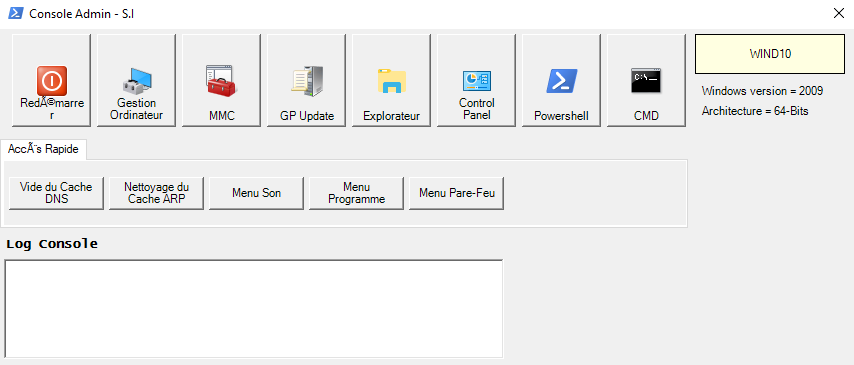 Console Admin - S.I
RedÃ©marre
r
Gestion
Ordinateur
MMC
GP Update
Explorateur
Control
Panel
Powershell
C:\
CMD
WIND10
Windows version = 2009
Architecture = 64-Bits
AccÃ¨s Rapide
Vide du Cache
DNS
Nettoyage du
Cache ARP
Menu Son
Menu
Programme
Menu Pare-Feu
Log Console